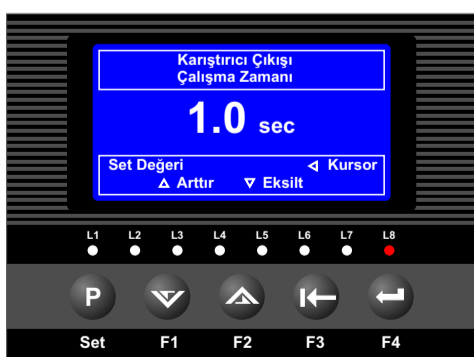 Karıştırıcı Çıkışı
Çalışma Zamanı
1.0 sec
Set Değeri Kursor
Arttır Eksilt
L1 L2 L3 L4 L5 L6 L7 L8
P
Set F1 F2 F3 F4